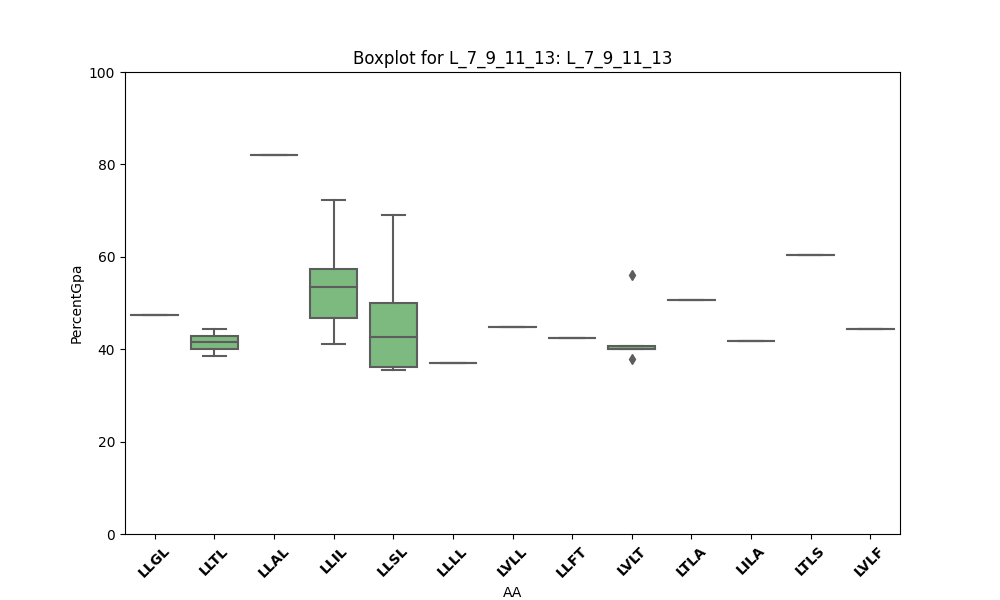 Boxplot for L_7_9_11_13: L_7_9_11_13
100
80
60
40
20
0
PercentGpa
LLGL
LLTL
LLAL
LLIL
LLSL
LLLL
LVLL
LLFT
LVLT
LTLA
LILA
LTLS
LVLF
AA